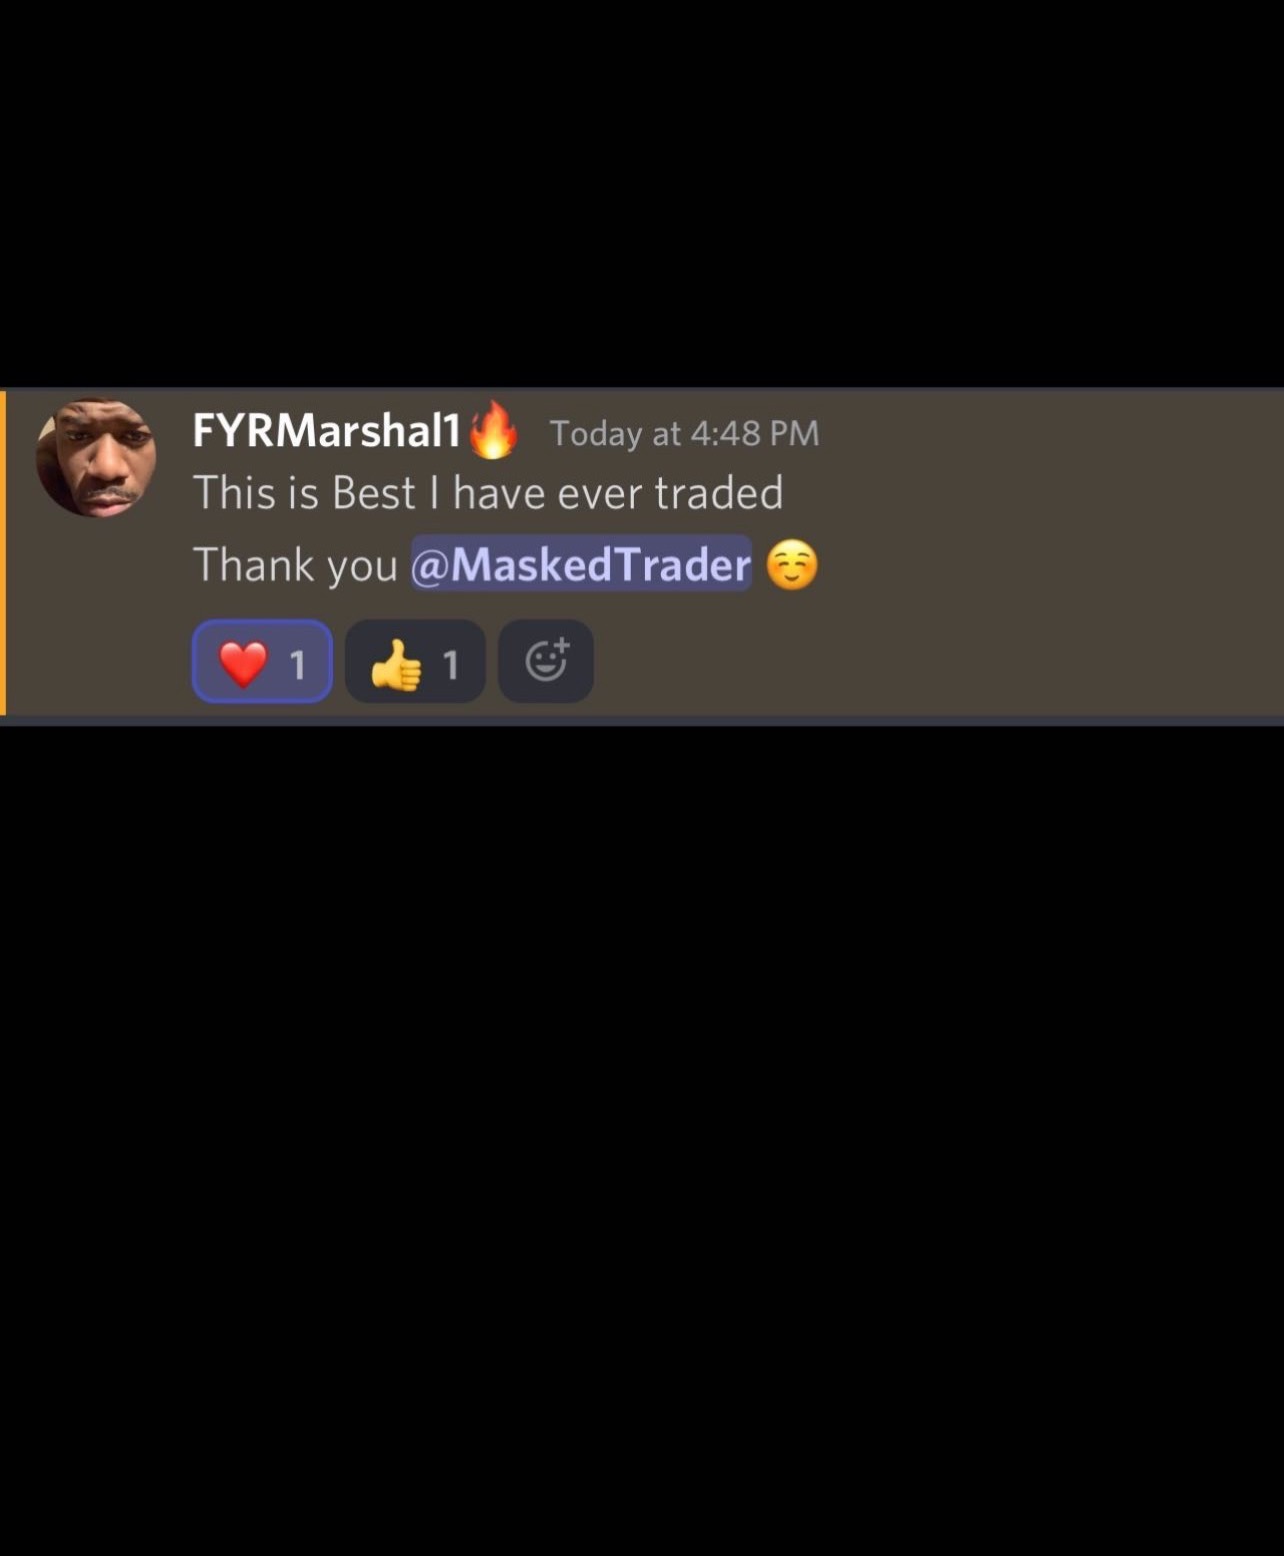 FYRMarshal1🔥 Today at 4:48 PM
This is Best I have ever traded
Thank you @MaskedTrader ☺️
❤️ 1 👍 1